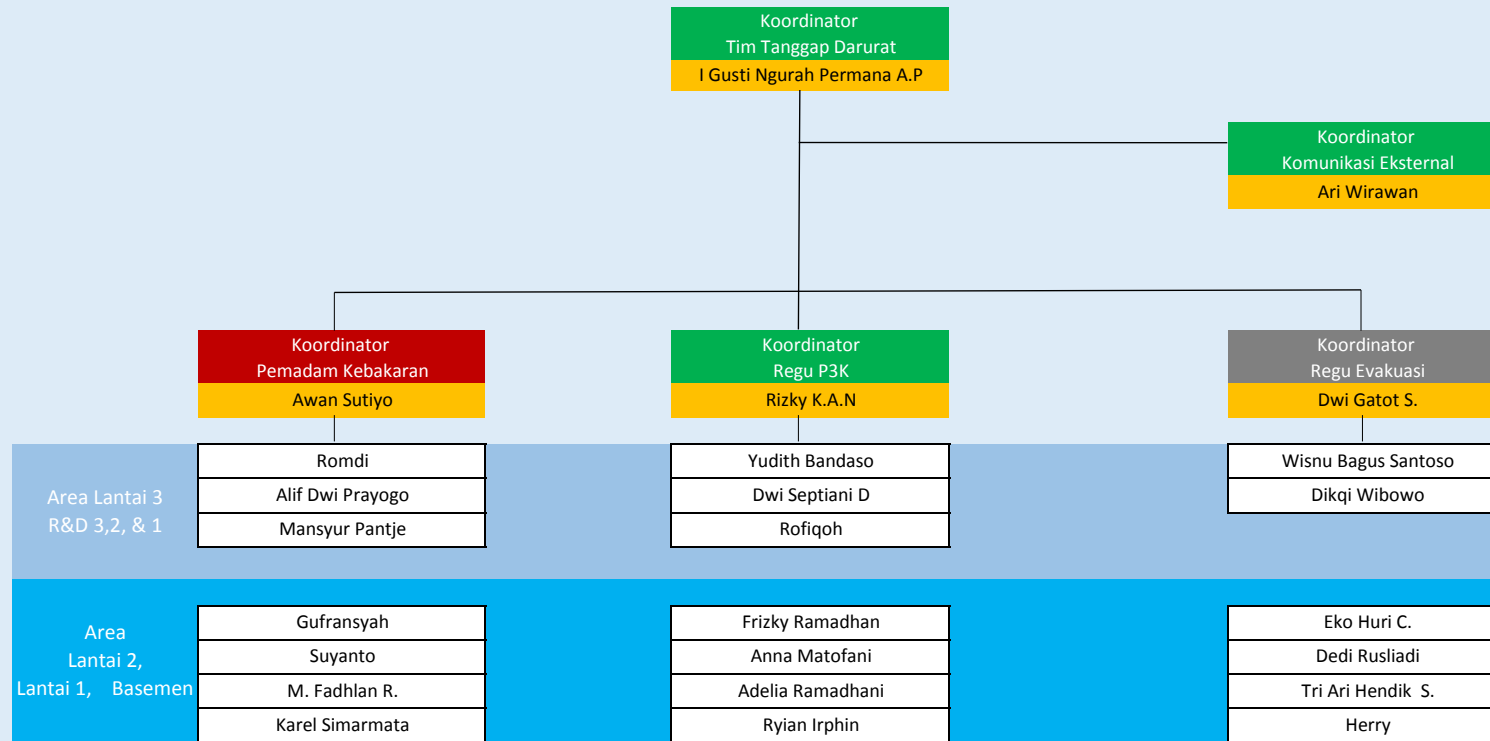 Koordinator
Tim Tanggap Darurat
I Gusti Ngurah Permana A.P
Koordinator
Komunikasi Eksternal
Ari Wirawan
Koordinator
Pemadam Kebakaran
Awan Sutiyo
Koordinator
Regu P3K
Rizky K.A.N
Koordinator
Regu Evakuasi
Dwi Gatot S.
Area Lantai 3
R&D 3,2, & 1
Romdi
Alif Dwi Prayogo
Mansyur Pantje
Yudith Bandaso
Dwi Septiani D
Rofiqoh
Wisnu Bagus Santoso
Dikqi Wibowo
Area
Lantai 2,
Lantai 1, Basemen
Gufransyah
Suyanto
M. Fadhlan R.
Karel Simarmata
Frizky Ramadhan
Anna Matofani
Adelia Ramadhani
Ryian Irphin
Eko Huri C.
Dedi Rusliadi
Tri Ari Hendik S.
Herry